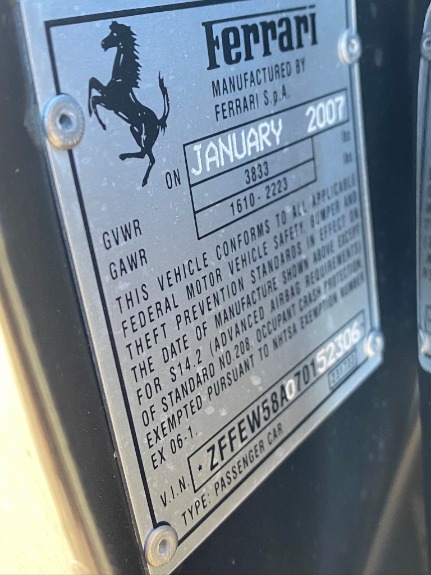 Ferrari
MANUFACTURED BY
FERRARI S.p.A.
ON JANUARY 2007
GVWR 3833 lbs
GAWR 1610-2223 lbs
THIS VEHICLE CONFORMS TO ALL APPLICABLE
FEDERAL MOTOR VEHICLE SAFETY, BUMPER AND
THEFT PREVENTION STANDARDS IN EFFECT ON
THE DATE OF MANUFACTURE SHOWN ABOVE EXCEPT
FOR S14.2 (ADVANCED AIRBAG REQUIREMENTS)
OF STANDARD NO.208, OCCUPANT CRASH PROTECTION,
EXEMPTED PURSUANT TO NHTSA EXEMPTION NUMBER
EX 06-1.
V.I.N. *ZFFEW58A070152306
TYPE: PASSENGER CAR